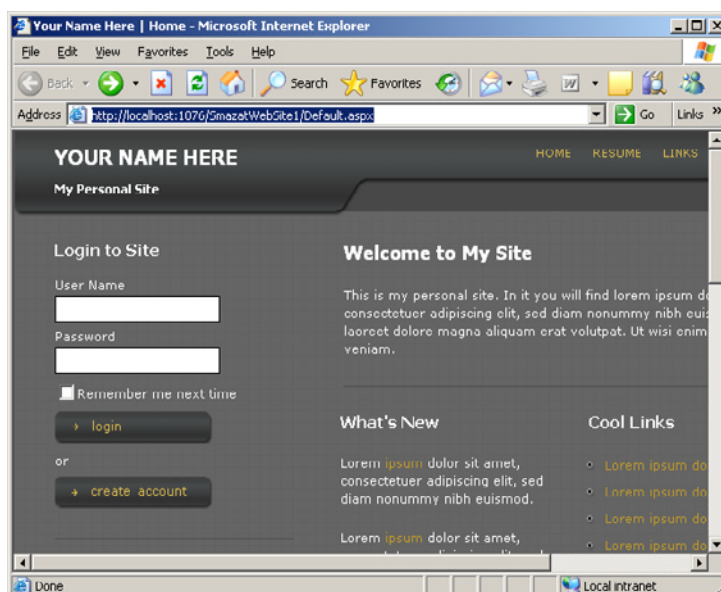 Your Name Here | Home - Microsoft Internet Explorer
File Edit View Favorites Tools Help
Back Search Favorites
Address http://localhost:1076/SmazatWebSite1/Default.aspx Go Links »
YOUR NAME HERE
HOME RESUME LINKS
My Personal Site
Login to Site
User Name
Password
Remember me next time
login
or
create account
Welcome to My Site
This is my personal site. In it you will find lorem ipsum do
consectetuer adipiscing elit, sed diam nonummy nibh euis
laoreet dolore magna aliquam erat volutpat. Ut wisi enim
veniam.
What's New
Lorem ipsum dolor sit amet,
consectetuer adipiscing elit, sed
diam nonummy nibh euismod.
Lorem ipsum dolor sit amet,
Cool Links
Lorem ipsum do
Lorem ipsum do
Lorem ipsum do
Lorem ipsum do
Done
Local intranet